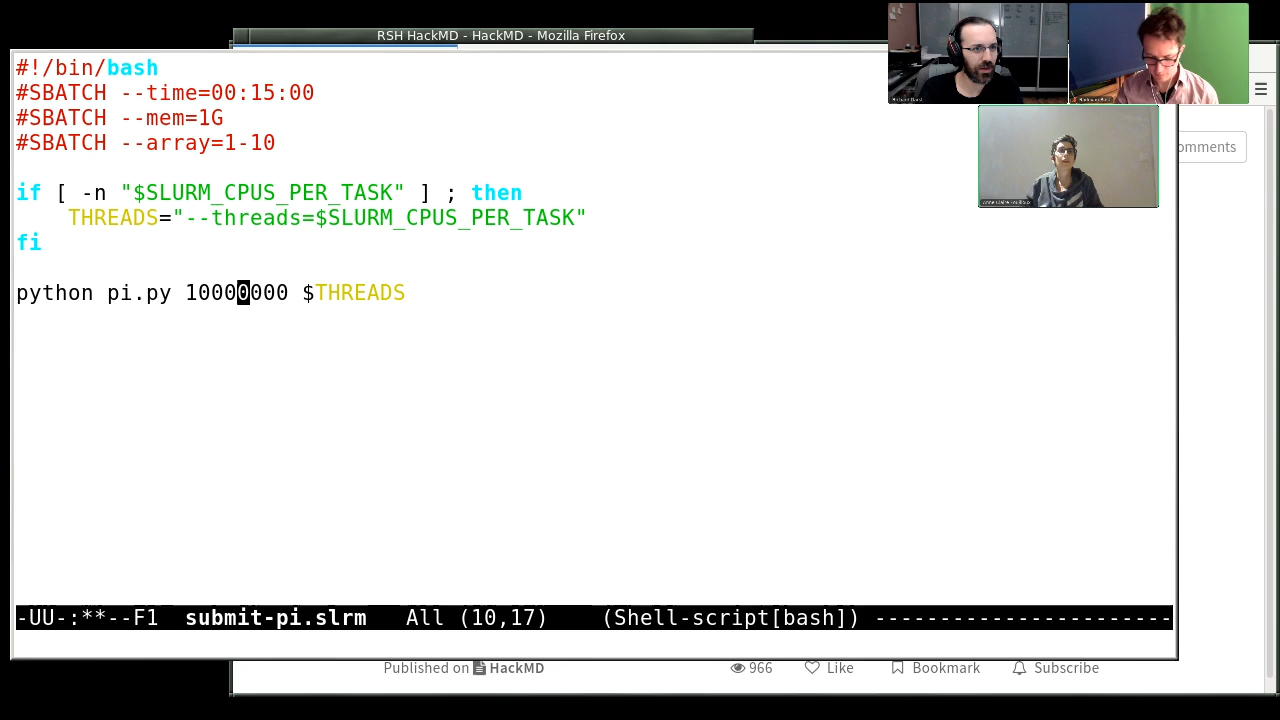 RSH HackMD - HackMD - Mozilla Firefox
#!/bin/bash
#SBATCH --time=00:15:00
#SBATCH --mem=1G
#SBATCH --array=1-10
if [ -n "$SLURM_CPUS_PER_TASK" ] ; then
THREADS="--threads=$SLURM_CPUS_PER_TASK"
fi
python pi.py 10000000 $THREADS
omments
-UU-:**--F1 submit-pi.slrm All (10,17) (Shell-script[bash]) -----------------------
Published on HackMD 966 Like Bookmark Subscribe